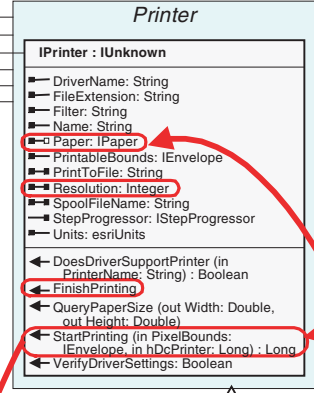 Printer
IPrinter : IUnknown
DriverName: String
FileExtension: String
Filter: String
Name: String
Paper: IPaper
PrintableBounds: IEnvelope
PrintToFile: String
Resolution: Integer
SpoolFileName: String
StepProgressor: IStepProgressor
Units: esriUnits
DoesDriverSupportPrinter (in
PrinterName: String) : Boolean
FinishPrinting
QueryPaperSize (out Width: Double,
out Height: Double)
StartPrinting (in PixelBounds:
IEnvelope, in hDcPrinter: Long) : Long
VerifyDriverSettings: Boolean